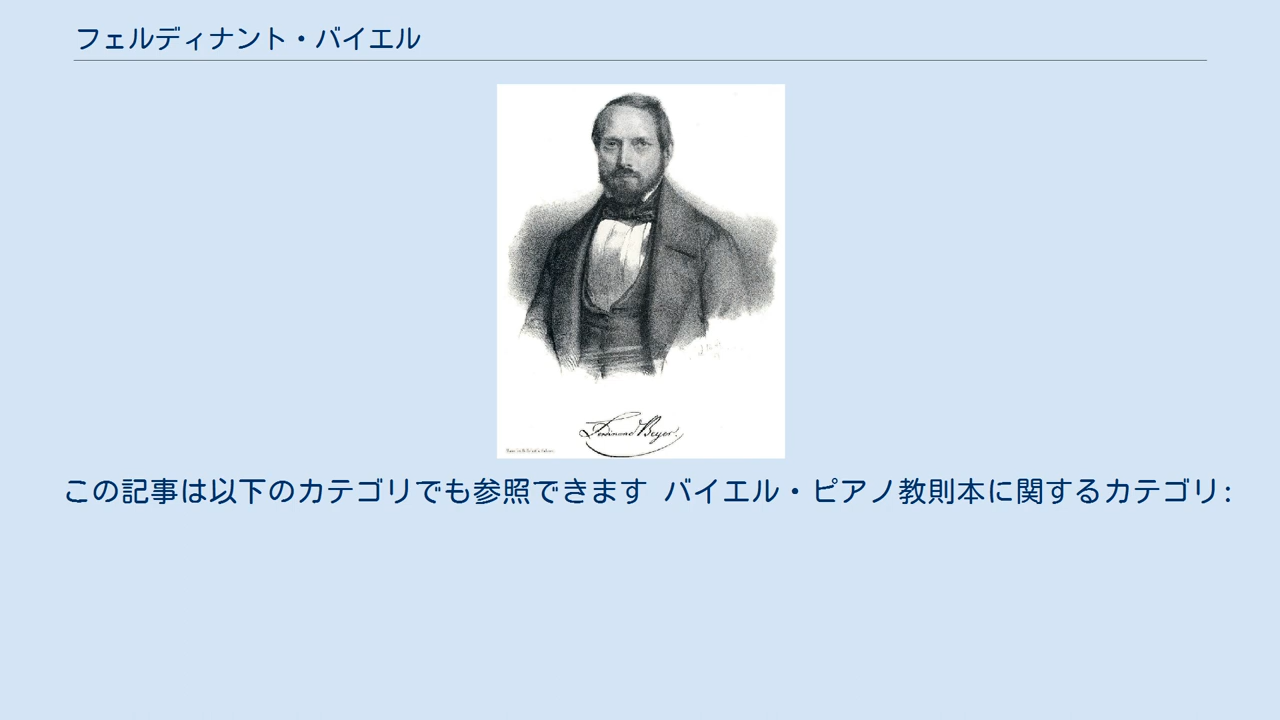 フェルディナント・バイエル
Ferdinand Beyer.
この記事は以下のカテゴリでも参照できます バイエル・ピアノ教則本に関するカテゴリ: